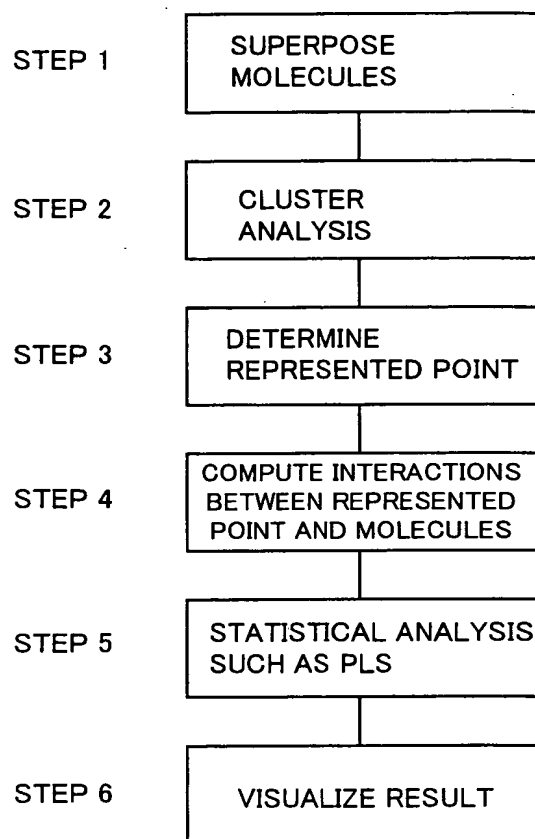 STEP 1
SUPERPOSE
MOLECULES
STEP 2
CLUSTER
ANALYSIS
STEP 3
DETERMINE
REPRESENTED POINT
STEP 4
COMPUTE INTERACTIONS
BETWEEN REPRESENTED
POINT AND MOLECULES
STEP 5
STATISTICAL ANALYSIS
SUCH AS PLS
STEP 6
VISUALIZE RESULT